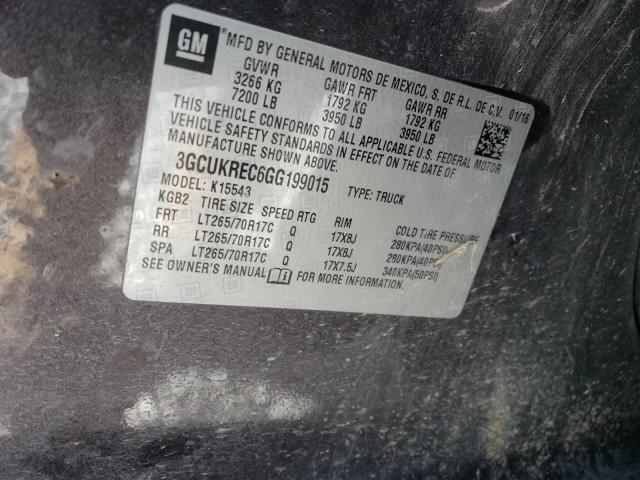 GM
MFD BY GENERAL MOTORS DE MEXICO, S. DE R.L. DE C.V. 01/16
GVWR GAWR FRT GAWR RR
3266 KG 1792 KG 1792 KG
7200 LB 3950 LB 3950 LB
THIS VEHICLE CONFORMS TO ALL APPLICABLE U.S. FEDERAL MOTOR
VEHICLE SAFETY STANDARDS IN EFFECT ON THE DATE OF
MANUFACTURE SHOWN ABOVE.
3GCUKREC6GG199015 TYPE: TRUCK
MODEL: K15543
KGB2 TIRE SIZE SPEED RTG RIM COLD TIRE PRESSURE
FRT LT265/70R17C Q 17X8J 280KPA(40PSI)
RR LT265/70R17C Q 17X8J 280KPA(40PSI)
SPA LT265/70R17C Q 17X7.5J 340KPA(50PSI)
SEE OWNER'S MANUAL FOR MORE INFORMATION.